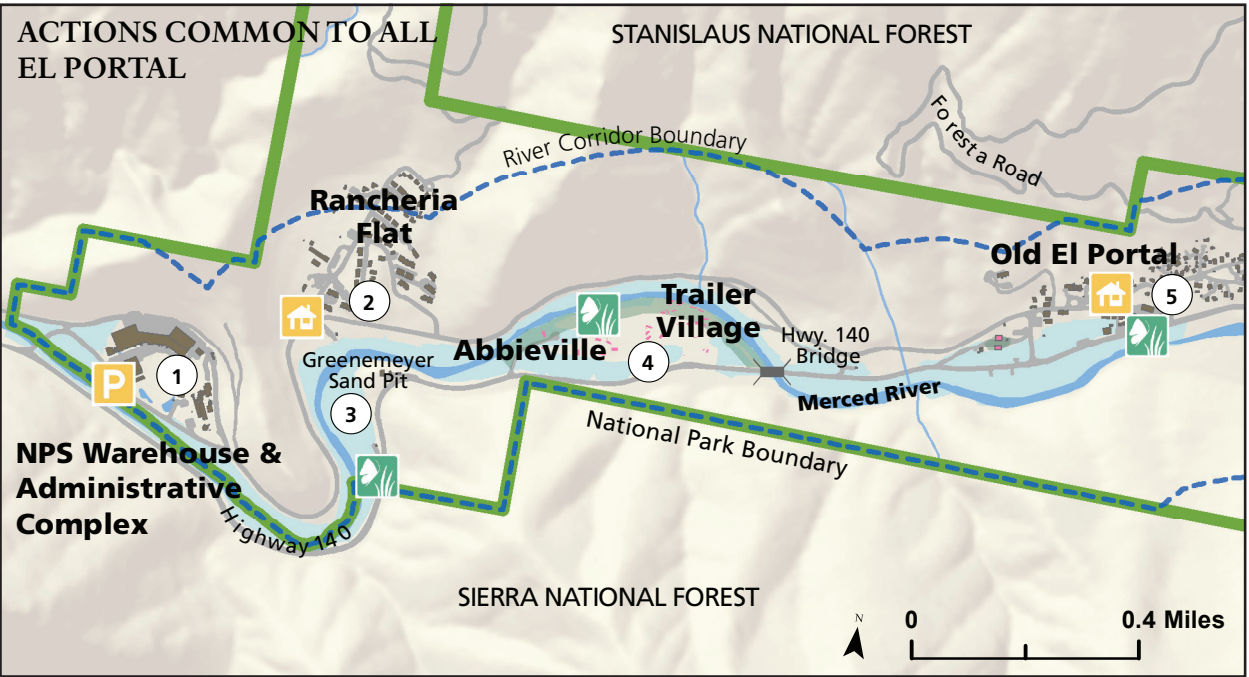 ACTIONS COMMON TO ALL
EL PORTAL
STANISLAUS NATIONAL FOREST
Foresta Road
River Corridor Boundary
Rancheria
Flat
Old El Portal
2
5
Trailer
Village
Hwy. 140
Bridge
Abbieville
Greenemeyer
Sand Pit
4
1
P
3
Merced River
National Park Boundary
NPS Warehouse &
Administrative
Complex
Highway 140
SIERRA NATIONAL FOREST
N
0
0.4 Miles